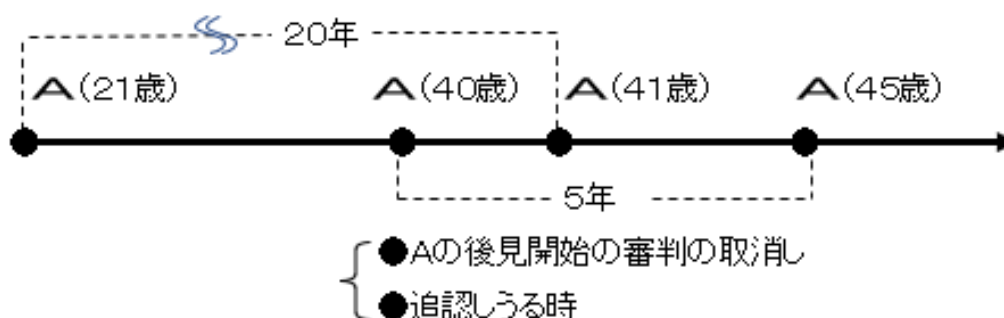 20年
A(21歳) A(40歳) A(41歳) A(45歳)
5年
●Aの後見開始の審判の取消し
●追認しうる時